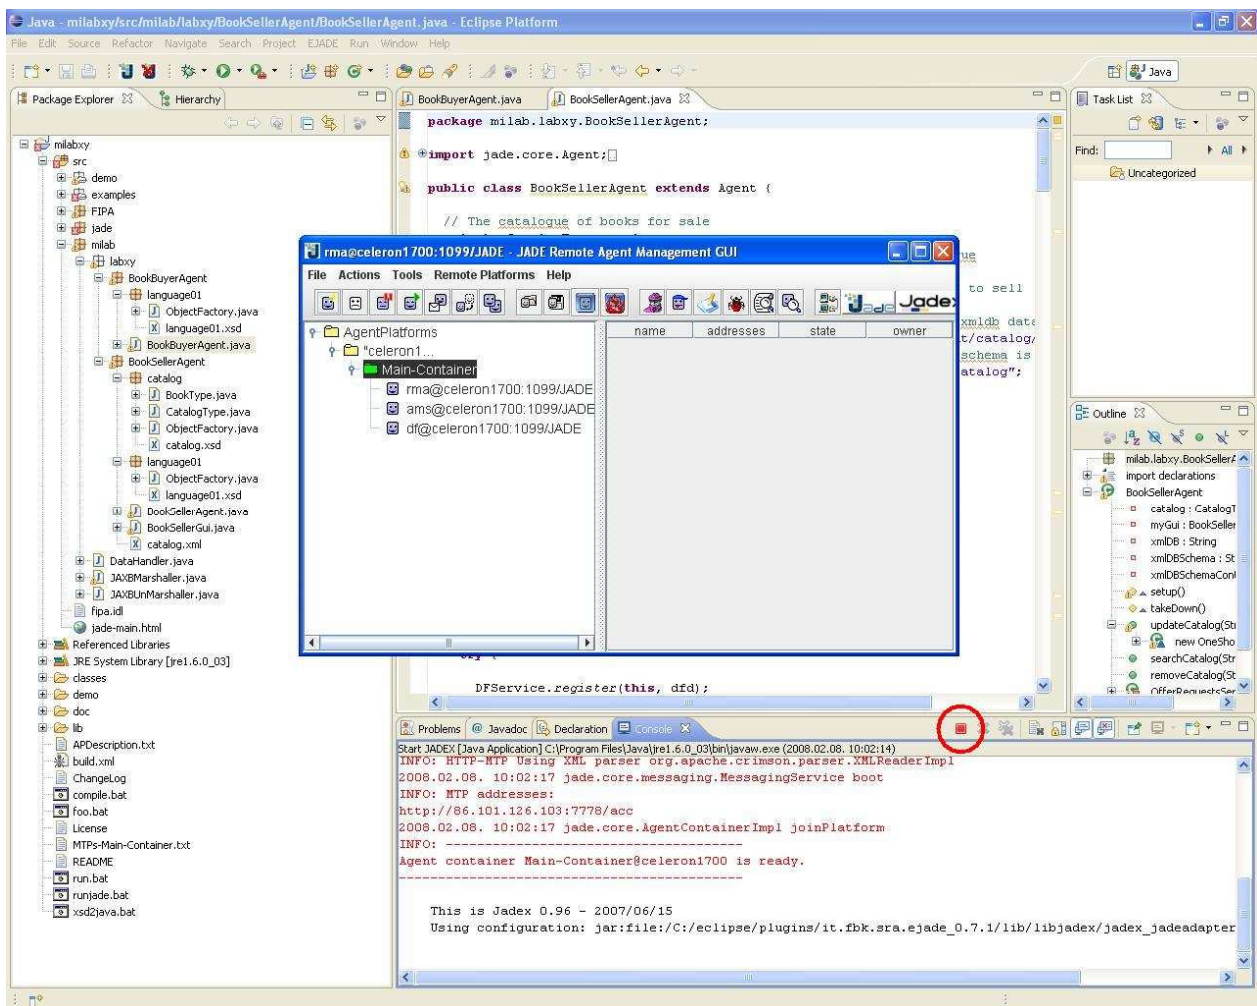 Java - milabxy/src/milab/labxy/BookSellerAgent/BookSellerAgent.java - Eclipse Platform
File Edit Source Refactor Navigate Search Project EJADE Run Window Help
Java
Package Explorer
Hierarchy
milabxy
src
demo
examples
FIPA
jade
milab
labxy
BookBuyerAgent
language01
ObjectFactory.java
language01.xsd
BookBuyerAgent.java
BookSellerAgent
catalog
BookType.java
CatalogType.java
ObjectFactory.java
catalog.xsd
language01
ObjectFactory.java
language01.xsd
BookSellerAgent.java
BookSellerGui.java
catalog.xml
DataHandler.java
JAXBMarshaller.java
JAXBUnMarshaller.java
fipa.idl
jade-main.html
Referenced Libraries
JRE System Library [jre1.6.0_03]
classes
demo
doc
lib
APDescription.txt
build.xml
ChangeLog
compile.bat
foo.bat
License
MTPs-Main-Container.txt
README
run.bat
runjade.bat
xsd2java.bat
BookBuyerAgent.java
BookSellerAgent.java
package milab.labxy.BookSellerAgent;
import jade.core.Agent;
public class BookSellerAgent extends Agent {
// The catalogue of books for sale
ue
to sell
xmldb data
t/catalog/
schema is
atalog";
rma@celeron1700:1099/JADE - JADE Remote Agent Management GUI
File Actions Tools Remote Platforms Help
Jade
Jadex
AgentPlatforms
"celeron1...
Main-Container
rma@celeron1700:1099/JADE
ams@celeron1700:1099/JADE
df@celeron1700:1099/JADE
name addresses state owner
DFService.register(this, dfd);
Task List
Find:
All
Uncategorized
Outline
milab.labxy.BookSellerA
import declarations
BookSellerAgent
catalog : CatalogT
myGui : BookSeller
xmlDB : String
xmlDBSchema : St
xmlDBSchemaCont
setup()
takeDown()
updateCatalog(Stri
new OneSho
searchCatalog(Str
removeCatalog(St
OfferRequestsSer
Problems
Javadoc
Declaration
Console
Start JADEX [Java Application] C:\Program Files\Java\jre1.6.0_03\bin\javaw.exe (2008.02.08. 10:02:14)
INFO: HTTP-MTP Using XML parser org.apache.crimson.parser.XMLReaderImpl
2008.02.08. 10:02:17 jade.core.messaging.MessagingService boot
INFO: MTP addresses:
http://86.101.126.103:7778/acc
2008.02.08. 10:02:17 jade.core.AgentContainerImpl joinPlatform
INFO: --------------------------------------
Agent container Main-Container@celeron1700 is ready.
--------------------------------------------
This is Jadex 0.96 - 2007/06/15
Using configuration: jar:file:/C:/eclipse/plugins/it.fbk.sra.ejade_0.7.1/lib/libjadex/jadex_jadeadapter